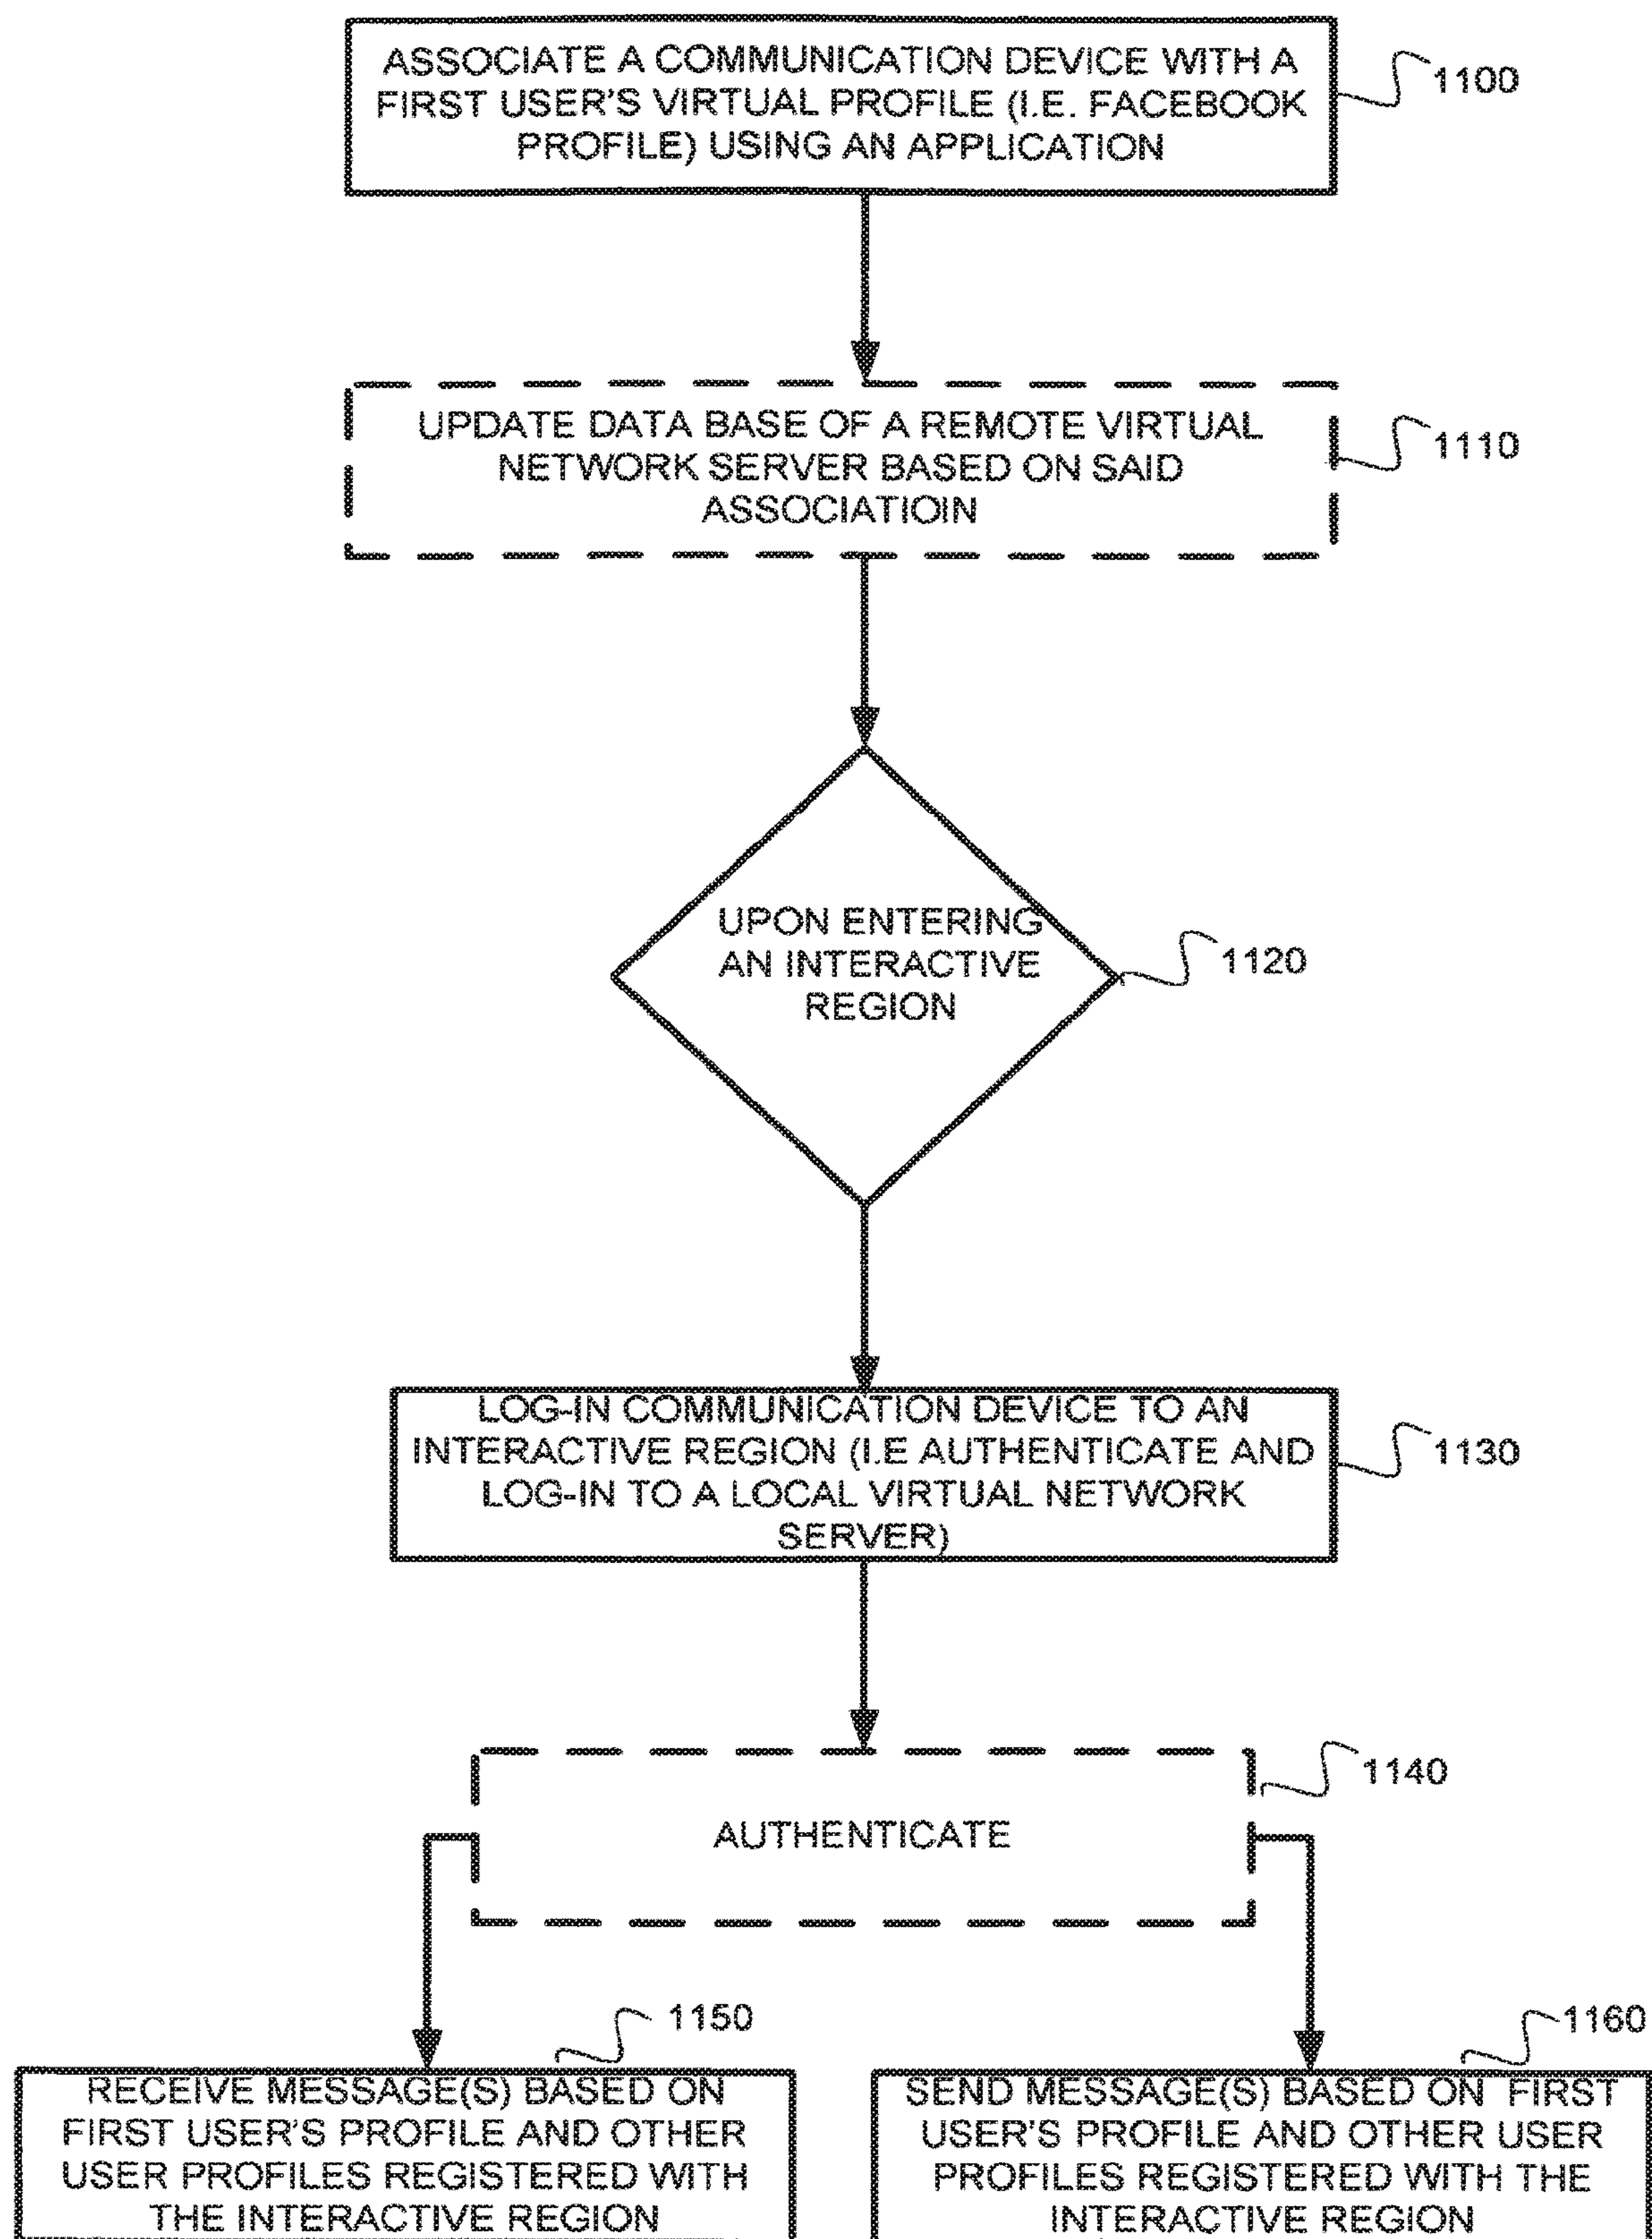 ASSOCIATE A COMMUNICATION DEVICE WITH A
FIRST USER'S VIRTUAL PROFILE (I.E. FACEBOOK
PROFILE) USING AN APPLICATION
1100
UPDATE DATA BASE OF A REMOTE VIRTUAL
NETWORK SERVER BASED ON SAID
ASSOCIATIOIN
1110
UPON ENTERING
AN INTERACTIVE
REGION
1120
LOG-IN COMMUNICATION DEVICE TO AN
INTERACTIVE REGION (I.E AUTHENTICATE AND
LOG-IN TO A LOCAL VIRTUAL NETWORK
SERVER)
1130
AUTHENTICATE
1140
1150
RECEIVE MESSAGE(S) BASED ON
FIRST USER'S PROFILE AND OTHER
USER PROFILES REGISTERED WITH
THE INTERACTIVE REGION
1160
SEND MESSAGE(S) BASED ON FIRST
USER'S PROFILE AND OTHER USER
PROFILES REGISTERED WITH THE
INTERACTIVE REGION